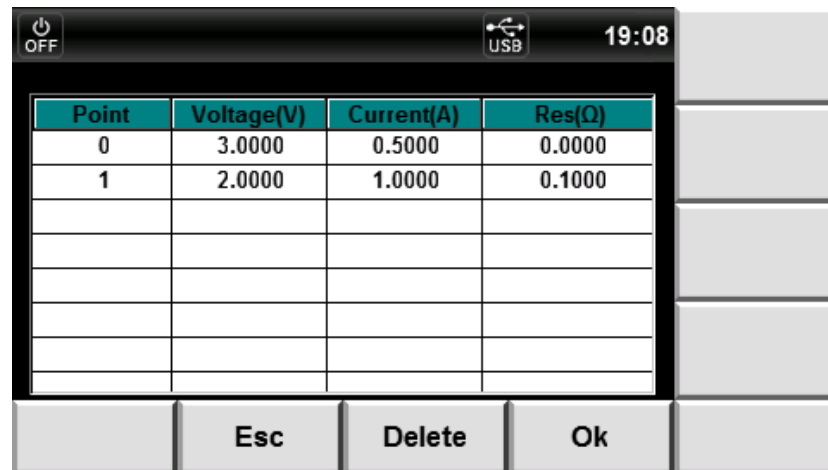 OFF USB 19:08
Point Voltage(V) Current(A) Res(Ω)
0 3.0000 0.5000 0.0000
1 2.0000 1.0000 0.1000
Esc Delete Ok